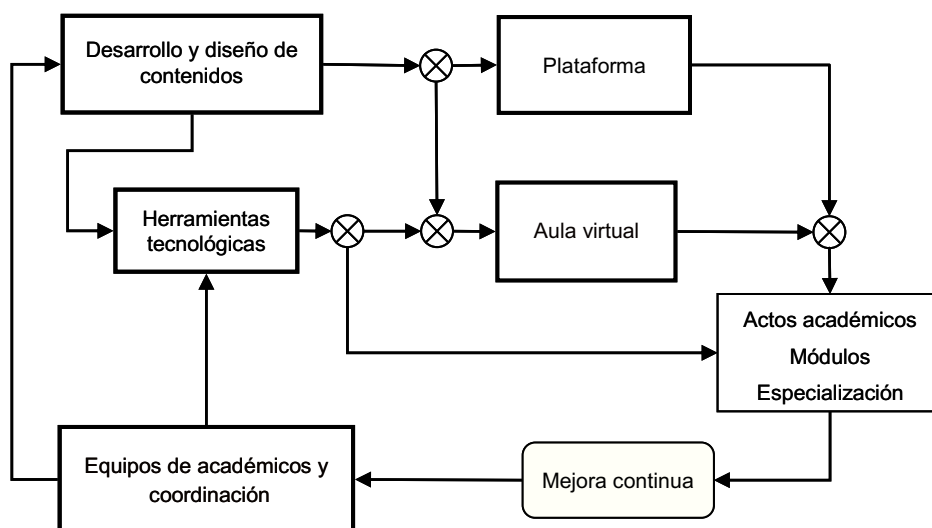 Desarrollo y diseño de
contenidos
Plataforma
Herramientas
tecnológicas
Aula virtual
Actos académicos
Módulos
Especialización
Equipos de académicos y
coordinación
Mejora continua